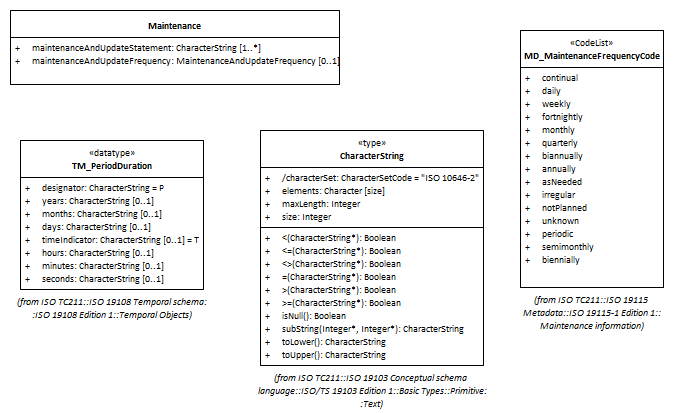 Maintenance
+ maintenanceAndUpdateStatement: CharacterString [1..*]
+ maintenanceAndUpdateFrequency: MaintenanceAndUpdateFrequency [0..1]
«datatype»
TM_PeriodDuration
+ designator: CharacterString = P
+ years: CharacterString [0..1]
+ months: CharacterString [0..1]
+ days: CharacterString [0..1]
+ timeIndicator: CharacterString [0..1] = T
+ hours: CharacterString [0..1]
+ minutes: CharacterString [0..1]
+ seconds: CharacterString [0..1]
(from ISO TC211::ISO 19108 Temporal schema:
:ISO 19108 Edition 1::Temporal Objects)
«type»
CharacterString
+ /characterSet: CharacterSetCode = "ISO 10646-2"
+ elements: Character [size]
+ maxLength: Integer
+ size: Integer
+ <(CharacterString*): Boolean
+ <=(CharacterString*): Boolean
+ <>(CharacterString*): Boolean
+ =(CharacterString*): Boolean
+ >(CharacterString*): Boolean
+ >=(CharacterString*): Boolean
+ isNull(): Boolean
+ subString(Integer*, Integer*): CharacterString
+ toLower(): CharacterString
+ toUpper(): CharacterString
(from ISO TC211::ISO 19103 Conceptual schema
language::ISO/TS 19103 Edition 1::Basic Types::Primitive:
:Text)
«CodeList»
MD_MaintenanceFrequencyCode
+ continual
+ daily
+ weekly
+ fortnightly
+ monthly
+ quarterly
+ biannually
+ annually
+ asNeeded
+ irregular
+ notPlanned
+ unknown
+ periodic
+ semimonthly
+ biennially
(from ISO TC211::ISO 19115
Metadata::ISO 19115-1 Edition 1::
Maintenance information)